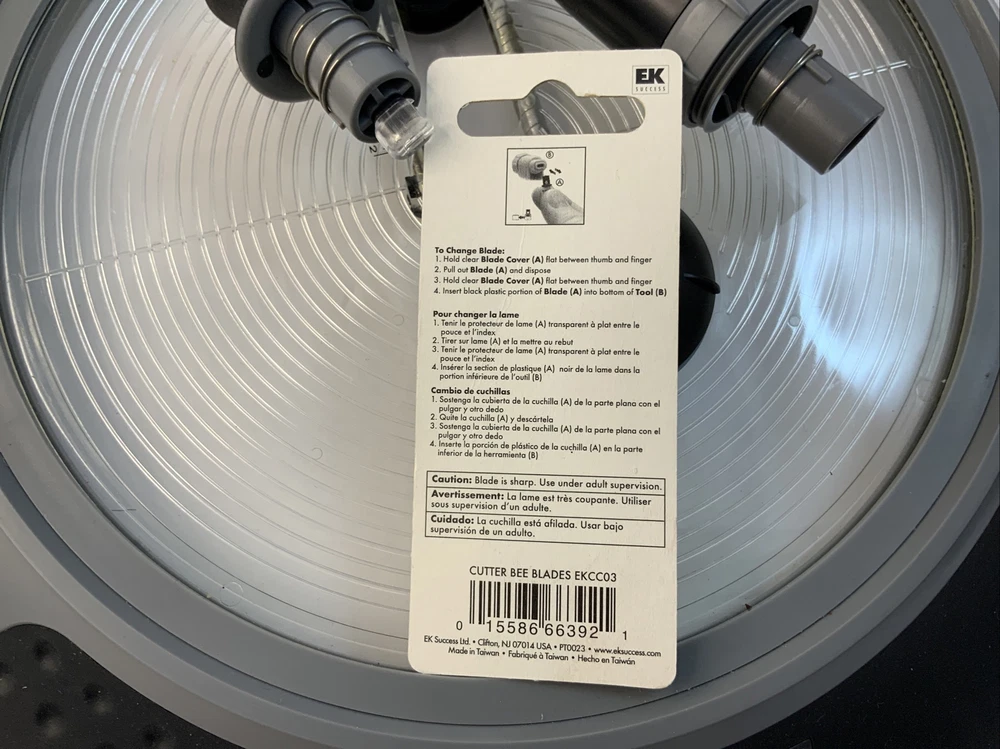 EK
SUCCESS
B
A
2
To Change Blade:
1. Hold clear Blade Cover (A) flat between thumb and finger
2. Pull out Blade (A) and dispose
3. Hold clear Blade Cover (A) flat between thumb and finger
4. Insert black plastic portion of Blade (A) into bottom of Tool (B)
Pour changer la lame
1. Tenir le protecteur de lame (A) transparent à plat entre le
pouce et l'index
2. Tirer sur lame (A) et la mettre au rebut
3. Tenir le protecteur de lame (A) transparent à plat entre le
pouce et l'index
4. Insérer la section de plastique (A) noir de la lame dans la
portion inférieure de l'outil (B)
Cambio de cuchillas
1. Sostenga la cubierta de la cuchilla (A) de la parte plana con el
pulgar y otro dedo
2. Quite la cuchilla (A) y descártela
3. Sostenga la cubierta de la cuchilla (A) de la parte plana con el
pulgar y otro dedo
4. Inserte la porción de plástico de la cuchilla (A) en la parte
inferior de la herramienta (B)
Caution: Blade is sharp. Use under adult supervision.
Avertissement: La lame est très coupante. Utiliser
sous supervision d'un adulte.
Cuidado: La cuchilla está afilada. Usar bajo
supervisión de un adulto.
CUTTER BEE BLADES EKCC03
0 15586 66392 1
EK Success Ltd. • Clifton, NJ 07014 USA • PT0023 • www.eksuccess.com
Made in Taiwan • Fabriqué à Taiwan • Hecho en Taiwán